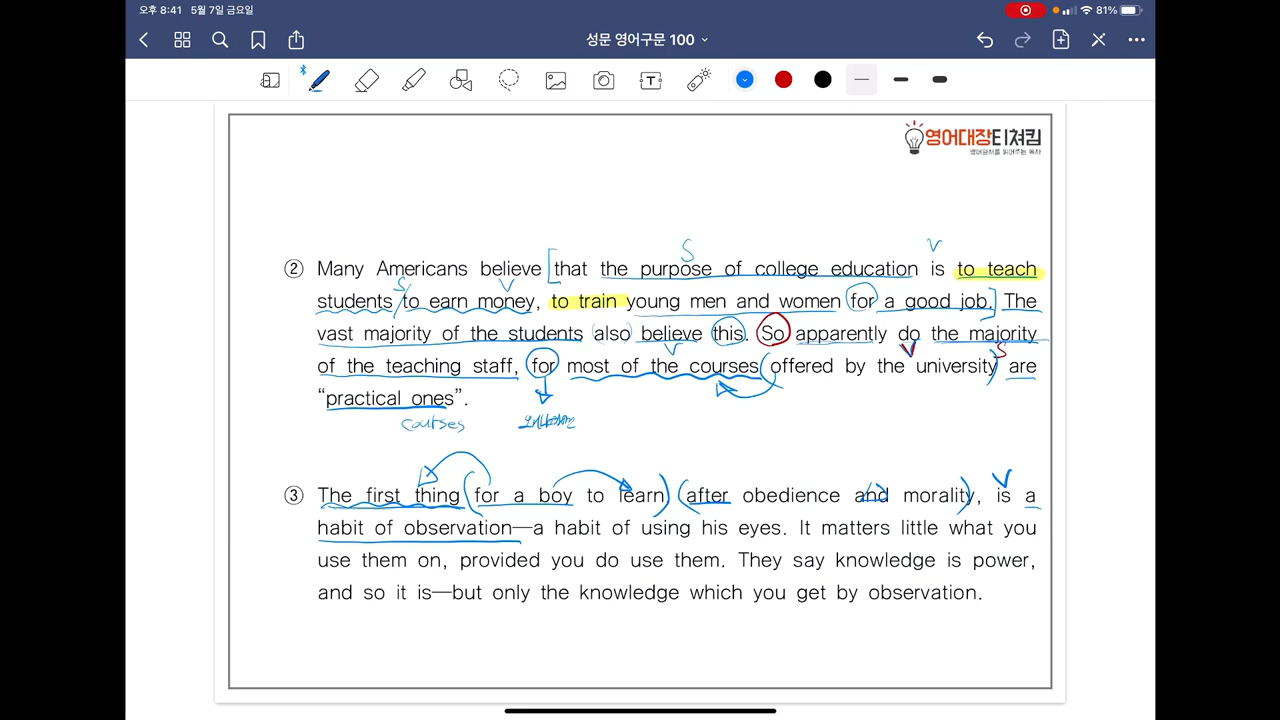 오후 8:41 5월 7일 금요일
81%
성문 영어구문 100
영어대장티쳐킴
S V
② Many Americans believe [that the purpose of college education is to teach
S V
students / to earn money, to train young men and women for a good job.] The
vast majority of the students (also) believe this. So apparently do the majority
V V S
of the teaching staff, for most of the courses (offered by the university) are
“practical ones”.
courses
V
③ The first thing (for a boy to learn) (after obedience and morality), is a
habit of observation—a habit of using his eyes. It matters little what you
use them on, provided you do use them. They say knowledge is power,
and so it is—but only the knowledge which you get by observation.